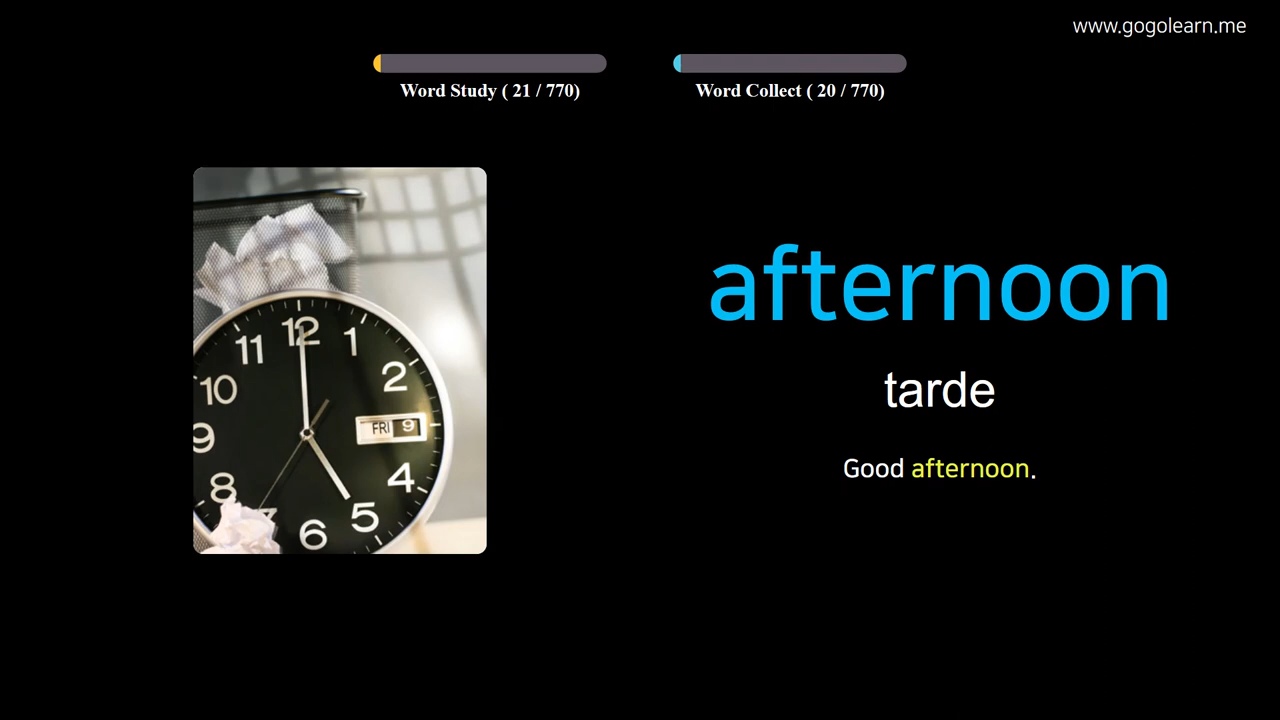 www.gogolearn.me
Word Study ( 21 / 770)
Word Collect ( 20 / 770)
12
11
1
10
2
9
FRI 9
8
4
7
5
6
afternoon
tarde
Good afternoon.